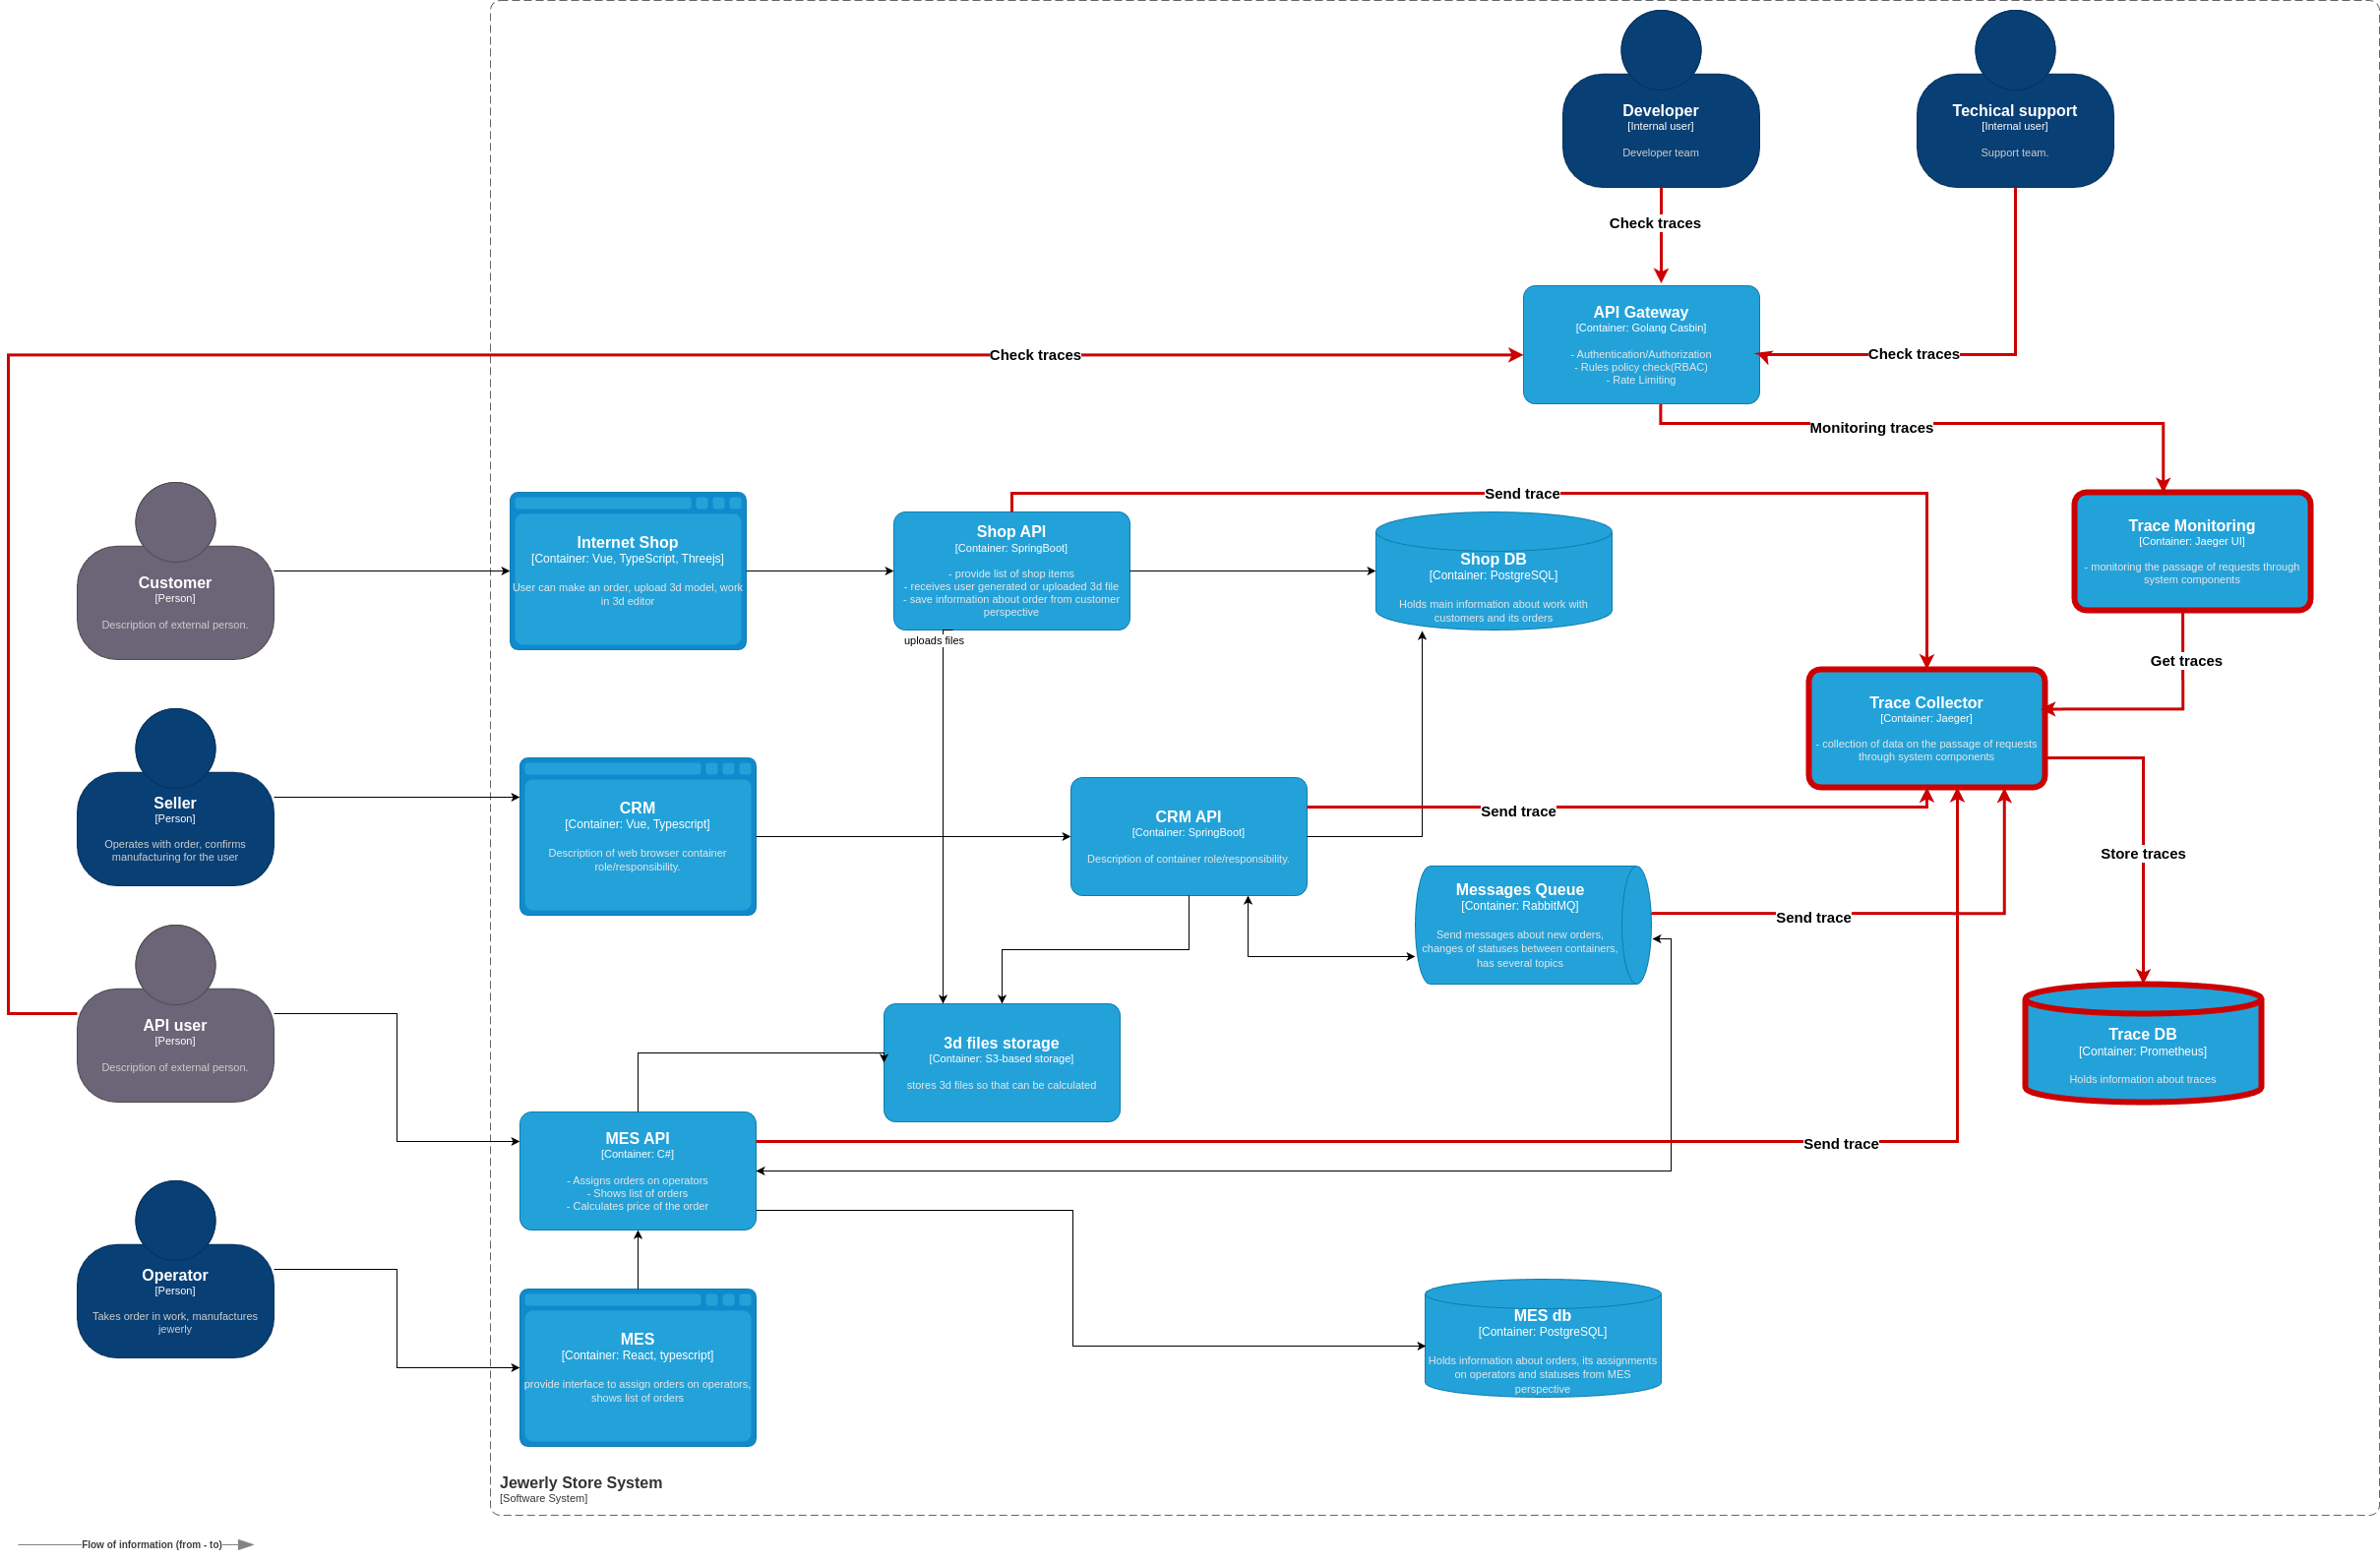 Developer
[Internal user]
Developer team
Techical support
[Internal user]
Support team.
Check traces
API Gateway
[Container: Golang Casbin]
- Authentication/Authorization
- Rules policy check(RBAC)
- Rate Limiting
Check traces
Check traces
Monitoring traces
Customer
[Person]
Description of external person.
Internet Shop
[Container: Vue, TypeScript, Threejs]
User can make an order, upload 3d model, work
in 3d editor
Shop API
[Container: SpringBoot]
- provide list of shop items
- receives user generated or uploaded 3d file
- save information about order from customer
perspective
uploads files
Send trace
Shop DB
[Container: PostgreSQL]
Holds main information about work with
customers and its orders
Trace Monitoring
[Container: Jaeger UI]
- monitoring the passage of requests through
system components
Get traces
Trace Collector
[Container: Jaeger]
- collection of data on the passage of requests
through system components
Seller
[Person]
Operates with order, confirms
manufacturing for the user
CRM
[Container: Vue, Typescript]
Description of web browser container
role/responsibility.
CRM API
[Container: SpringBoot]
Description of container role/responsibility.
Send trace
Store traces
Messages Queue
[Container: RabbitMQ]
Send messages about new orders,
changes of statuses between containers,
has several topics
Send trace
API user
[Person]
Description of external person.
3d files storage
[Container: S3-based storage]
stores 3d files so that can be calculated
Trace DB
[Container: Prometheus]
Holds information about traces
MES API
[Container: C#]
- Assigns orders on operators
- Shows list of orders
- Calculates price of the order
Send trace
Operator
[Person]
Takes order in work, manufactures
jewerly
MES
[Container: React, typescript]
provide interface to assign orders on operators,
shows list of orders
MES db
[Container: PostgreSQL]
Holds information about orders, its assignments
on operators and statuses from MES
perspective
Jewerly Store System
[Software System]
Flow of information (from - to)